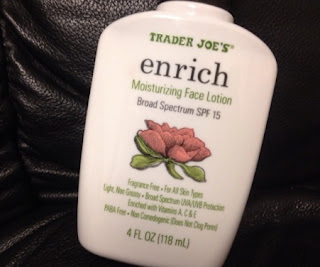 TRADER JOE'S®
enrich
Moisturizing Face Lotion
Broad Spectrum SPF 15
Fragrance Free • For All Skin Types
Light, Non Greasy • Broad Spectrum UVA/UVB Protection
Enriched with Vitamins A, C & E
PABA Free • Non Comedogenic (Does Not Clog Pores)
4 FL OZ (118 mL)